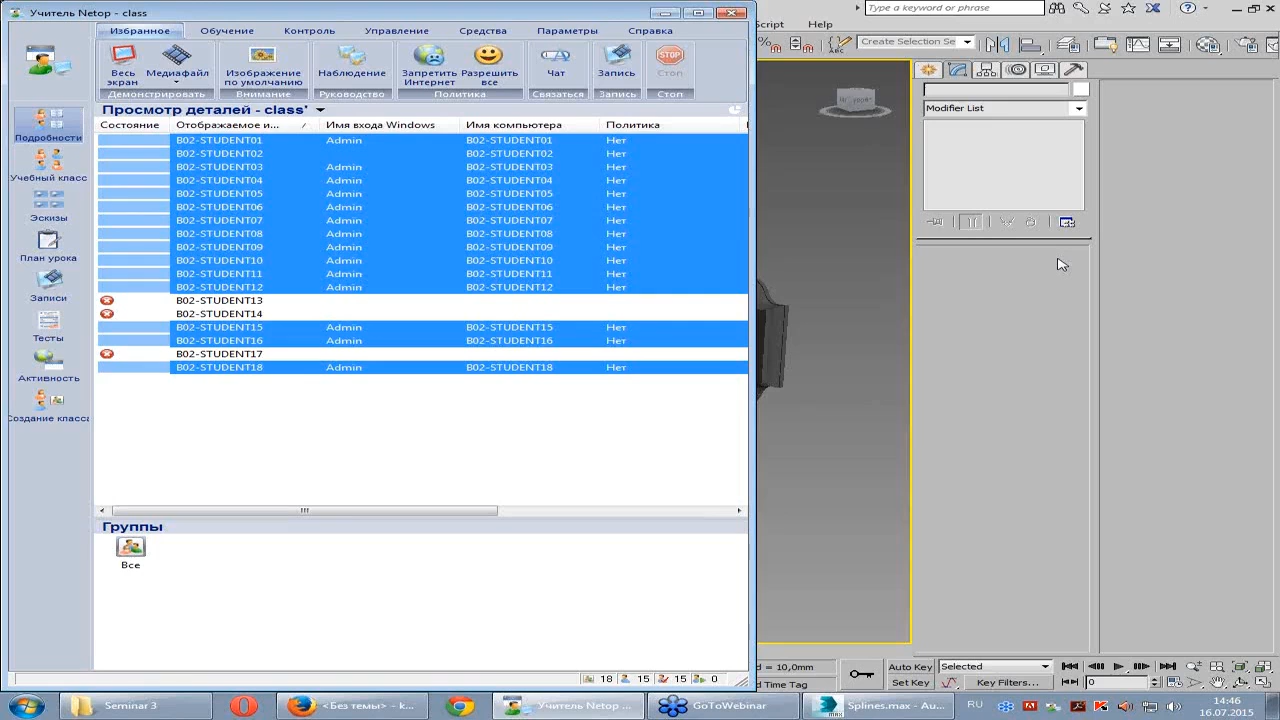 Учитель Netop - class
Избранное Обучение Контроль Управление Средства Параметры Справка
Весь экран
Медиафайл
Изображение по умолчанию
Наблюдение
Запретить Интернет
Разрешить все
Чат
Запись
Стоп
Демонстрировать Внимание Руководство Политика Связаться Запись Стоп
Просмотр деталей - class'
Состояние Отображаемое и... Имя входа Windows Имя компьютера Политика
B02-STUDENT01 Admin B02-STUDENT01 Нет
B02-STUDENT02 B02-STUDENT02 Нет
B02-STUDENT03 Admin B02-STUDENT03 Нет
B02-STUDENT04 Admin B02-STUDENT04 Нет
B02-STUDENT05 Admin B02-STUDENT05 Нет
B02-STUDENT06 Admin B02-STUDENT06 Нет
B02-STUDENT07 Admin B02-STUDENT07 Нет
B02-STUDENT08 Admin B02-STUDENT08 Нет
B02-STUDENT09 Admin B02-STUDENT09 Нет
B02-STUDENT10 Admin B02-STUDENT10 Нет
B02-STUDENT11 Admin B02-STUDENT11 Нет
B02-STUDENT12 Admin B02-STUDENT12 Нет
B02-STUDENT13
B02-STUDENT14
B02-STUDENT15 Admin B02-STUDENT15 Нет
B02-STUDENT16 Admin B02-STUDENT16 Нет
B02-STUDENT17
B02-STUDENT18 Admin B02-STUDENT18 Нет
Подробности
Учебный класс
Эскизы
План урока
Записи
Тесты
Активность
Создание класса
Группы
Все
18 15 15 0
Script Help
Type a keyword or phrase
Create Selection Se
Modifier List
d = 10,0mm
Auto Key Selected
dd Time Tag
Set Key Key Filters... 0
Seminar 3
<Без темы> – к...
Учитель Netop ...
GoToWebinar
Splines.max - Au...
RU
14:46
16.07.2015